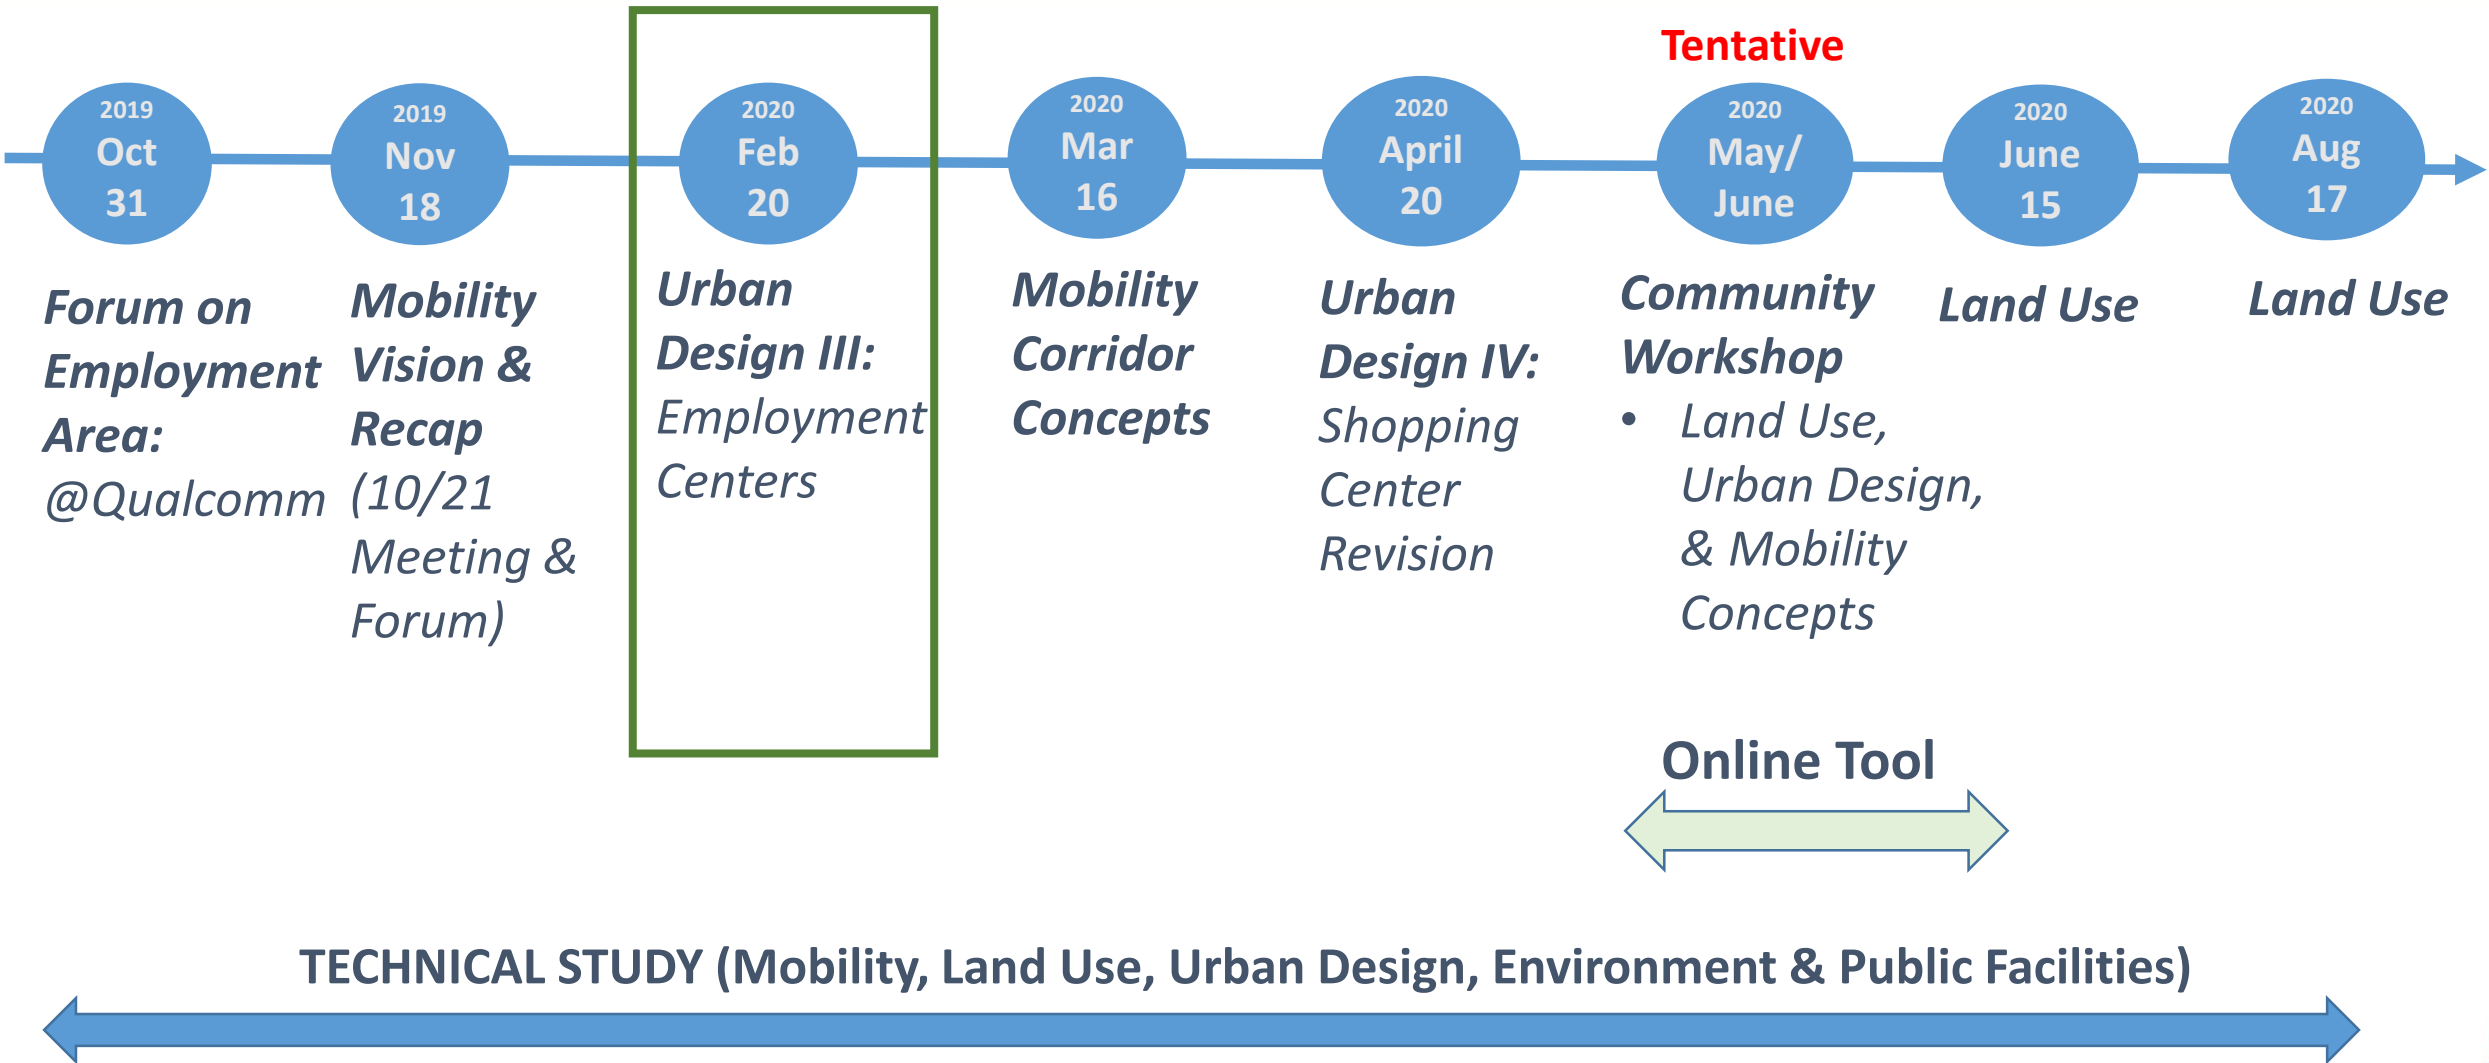 Tentative
2019
Oct
31
2019
Nov
18
2020
Feb
20
2020
Mar
16
2020
April
20
2020
May/
June
2020
June
15
2020
Aug
17
Forum on
Employment
Area:
@Qualcomm
Mobility
Vision &
Recap
(10/21
Meeting &
Forum)
Urban
Design III:
Employment
Centers
Mobility
Corridor
Concepts
Urban
Design IV:
Shopping
Center
Revision
Community
Workshop
• Land Use,
Urban Design,
& Mobility
Concepts
Land Use
Land Use
Online Tool
TECHNICAL STUDY (Mobility, Land Use, Urban Design, Environment & Public Facilities)